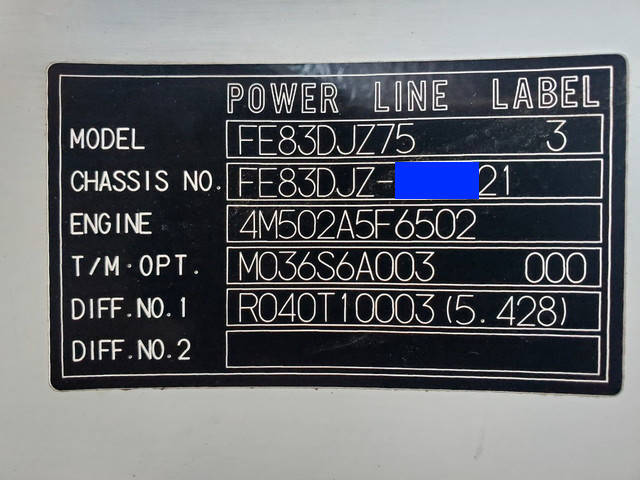 POWER LINE LABEL
MODEL FE83DJZ75 3
CHASSIS NO. FE83DJZ- 21
ENGINE 4M502A5F6502
T/M·OPT. M036S6A003 000
DIFF.NO.1 R040T10003(5.428)
DIFF.NO.2